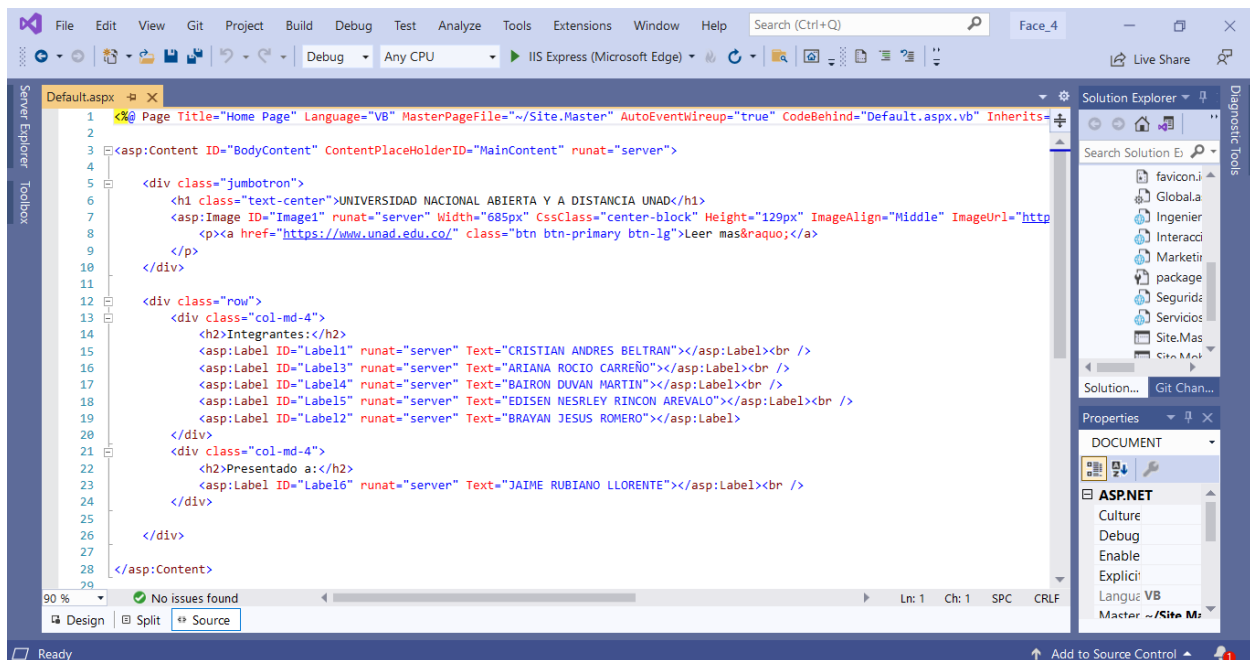 File Edit View Git Project Build Debug Test Analyze Tools Extensions Window Help Search (Ctrl+Q) Face_4
Debug Any CPU IIS Express (Microsoft Edge) Live Share
Server Explorer
Toolbox
Default.aspx
1 <%@ Page Title="Home Page" Language="VB" MasterPageFile="~/Site.Master" AutoEventWireup="true" CodeBehind="Default.aspx.vb" Inherits=
2
3 <asp:Content ID="BodyContent" ContentPlaceHolderID="MainContent" runat="server">
4
5 <div class="jumbotron">
6 <h1 class="text-center">UNIVERSIDAD NACIONAL ABIERTA Y A DISTANCIA UNAD</h1>
7 <asp:Image ID="Image1" runat="server" Width="685px" CssClass="center-block" Height="129px" ImageAlign="Middle" ImageUrl="http
8 <p><a href="https://www.unad.edu.co/" class="btn btn-primary btn-lg">Leer mas&raquo;</a>
9 </p>
10 </div>
11
12 <div class="row">
13 <div class="col-md-4">
14 <h2>Integrantes:</h2>
15 <asp:Label ID="Label1" runat="server" Text="CRISTIAN ANDRES BELTRAN"></asp:Label><br />
16 <asp:Label ID="Label3" runat="server" Text="ARIANA ROCIO CARREÑO"></asp:Label><br />
17 <asp:Label ID="Label4" runat="server" Text="BAIRON DUVAN MARTIN"></asp:Label><br />
18 <asp:Label ID="Label5" runat="server" Text="EDISEN NESRLEY RINCON AREVALO"></asp:Label><br />
19 <asp:Label ID="Label2" runat="server" Text="BRAYAN JESUS ROMERO"></asp:Label>
20 </div>
21 <div class="col-md-4">
22 <h2>Presentado a:</h2>
23 <asp:Label ID="Label6" runat="server" Text="JAIME RUBIANO LLORENTE"></asp:Label><br />
24 </div>
25
26 </div>
27
28 </asp:Content>
29
90 % No issues found Ln: 1 Ch: 1 SPC CRLF
Design Split Source
Solution Explorer
Search Solution E
favicon.i
Global.a
Ingenier
Interacci
Marketin
package
Segurida
Servicios
Site.Mas
Site.Mob
Solution... Git Chan...
Properties
DOCUMENT
ASP.NET
Culture
Debug
Enable
Explicit
Langua VB
Master ~/Site.Ma
Diagnostic Tools
Ready Add to Source Control 1